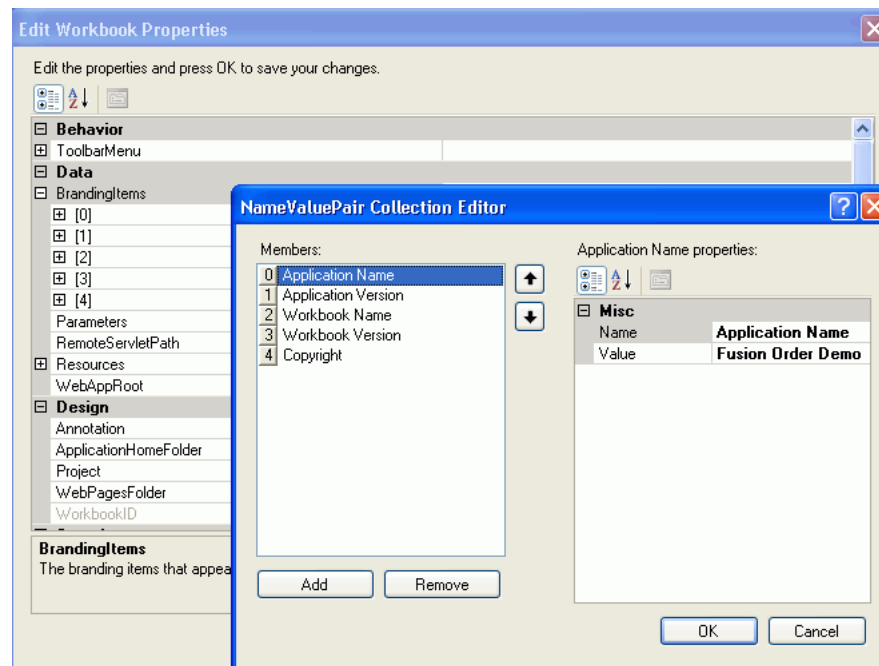 Edit Workbook Properties
Edit the properties and press OK to save your changes.
Behavior
ToolbarMenu
Data
BrandingItems
[0]
[1]
[2]
[3]
[4]
Parameters
RemoteServletPath
Resources
WebAppRoot
Design
Annotation
ApplicationHomeFolder
Project
WebPagesFolder
WorkbookID
BrandingItems
The branding items that appea
NameValuePair Collection Editor
Members:
0 Application Name
1 Application Version
2 Workbook Name
3 Workbook Version
4 Copyright
Add Remove
Application Name properties:
Misc
Name Application Name
Value Fusion Order Demo
OK Cancel